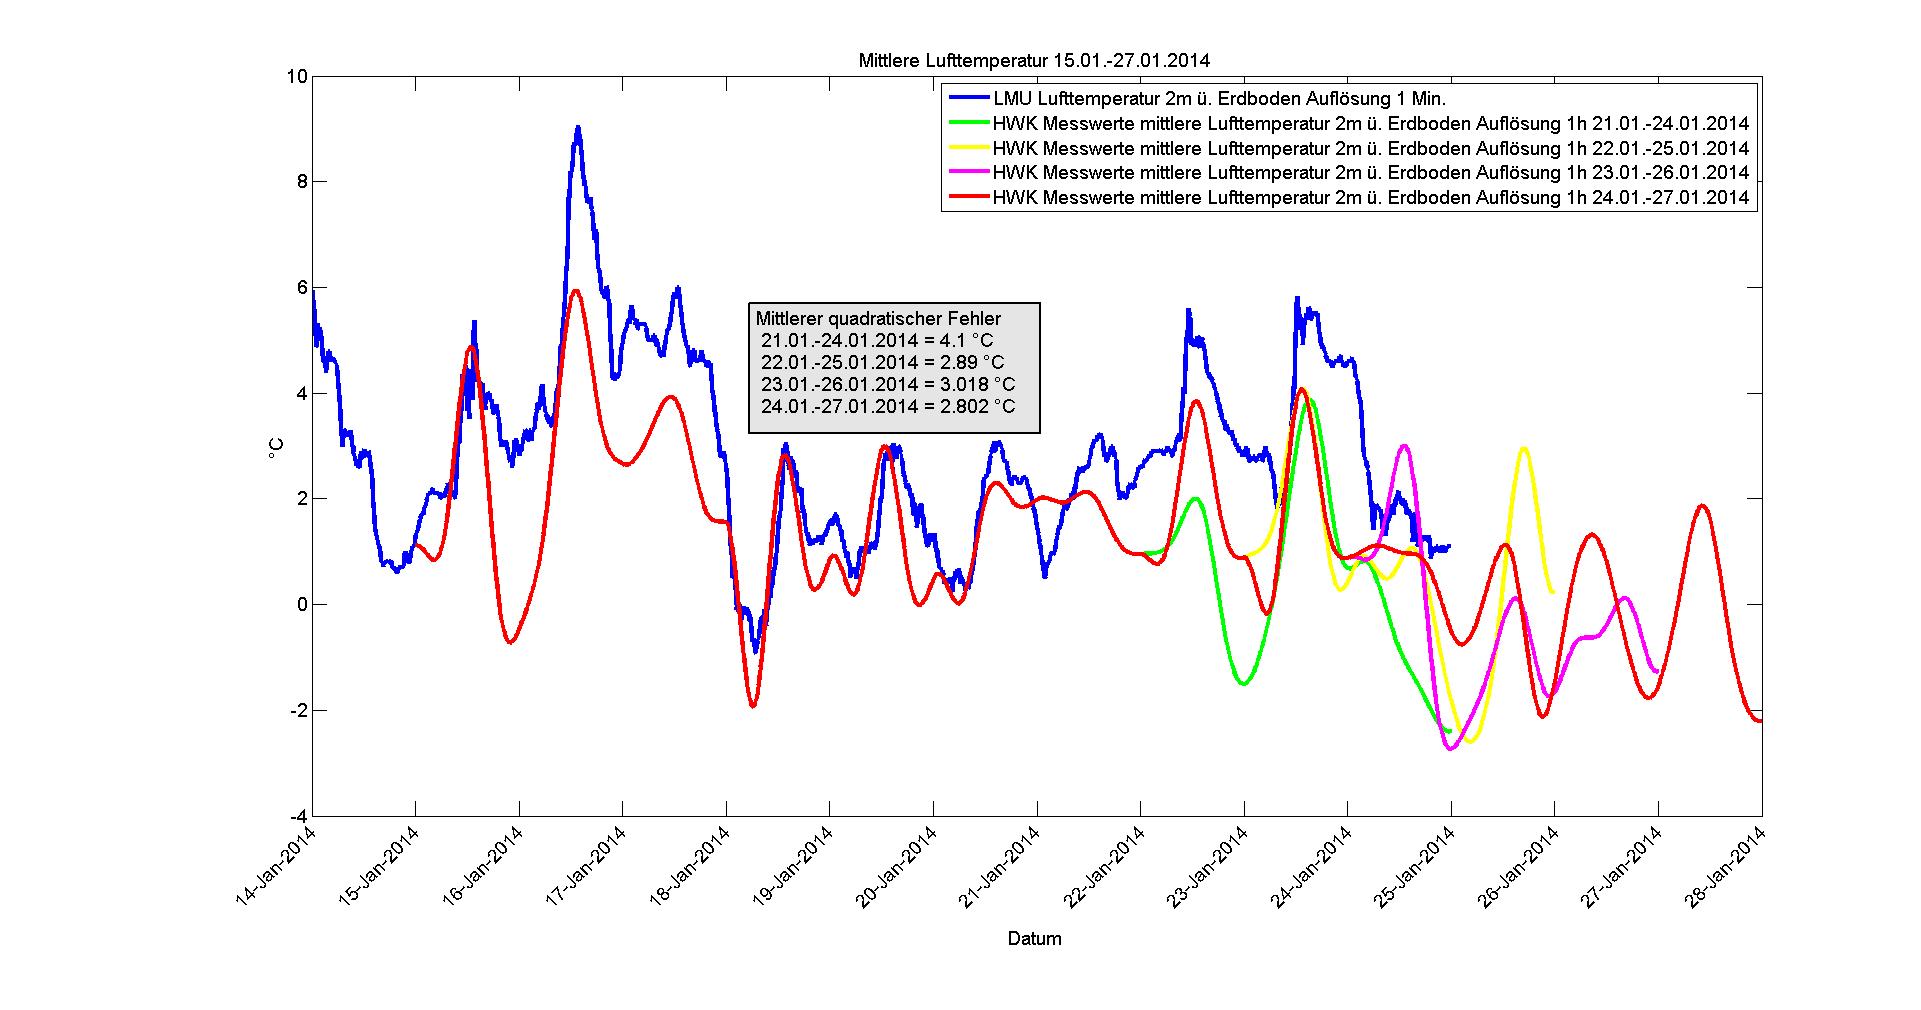 Mittlere Lufttemperatur 15.01.-27.01.2014
LMU Lufttemperatur 2m ü. Erdboden Auflösung 1 Min.
HWK Messwerte mittlere Lufttemperatur 2m ü. Erdboden Auflösung 1h 21.01.-24.01.2014
HWK Messwerte mittlere Lufttemperatur 2m ü. Erdboden Auflösung 1h 22.01.-25.01.2014
HWK Messwerte mittlere Lufttemperatur 2m ü. Erdboden Auflösung 1h 23.01.-26.01.2014
HWK Messwerte mittlere Lufttemperatur 2m ü. Erdboden Auflösung 1h 24.01.-27.01.2014
Mittlerer quadratischer Fehler
21.01.-24.01.2014 = 4.1 °C
22.01.-25.01.2014 = 2.89 °C
23.01.-26.01.2014 = 3.018 °C
24.01.-27.01.2014 = 2.802 °C
10
8
6
4
2
0
-2
-4
°C
14-Jan-2014
15-Jan-2014
16-Jan-2014
17-Jan-2014
18-Jan-2014
19-Jan-2014
20-Jan-2014
21-Jan-2014
22-Jan-2014
23-Jan-2014
24-Jan-2014
25-Jan-2014
26-Jan-2014
27-Jan-2014
28-Jan-2014
Datum